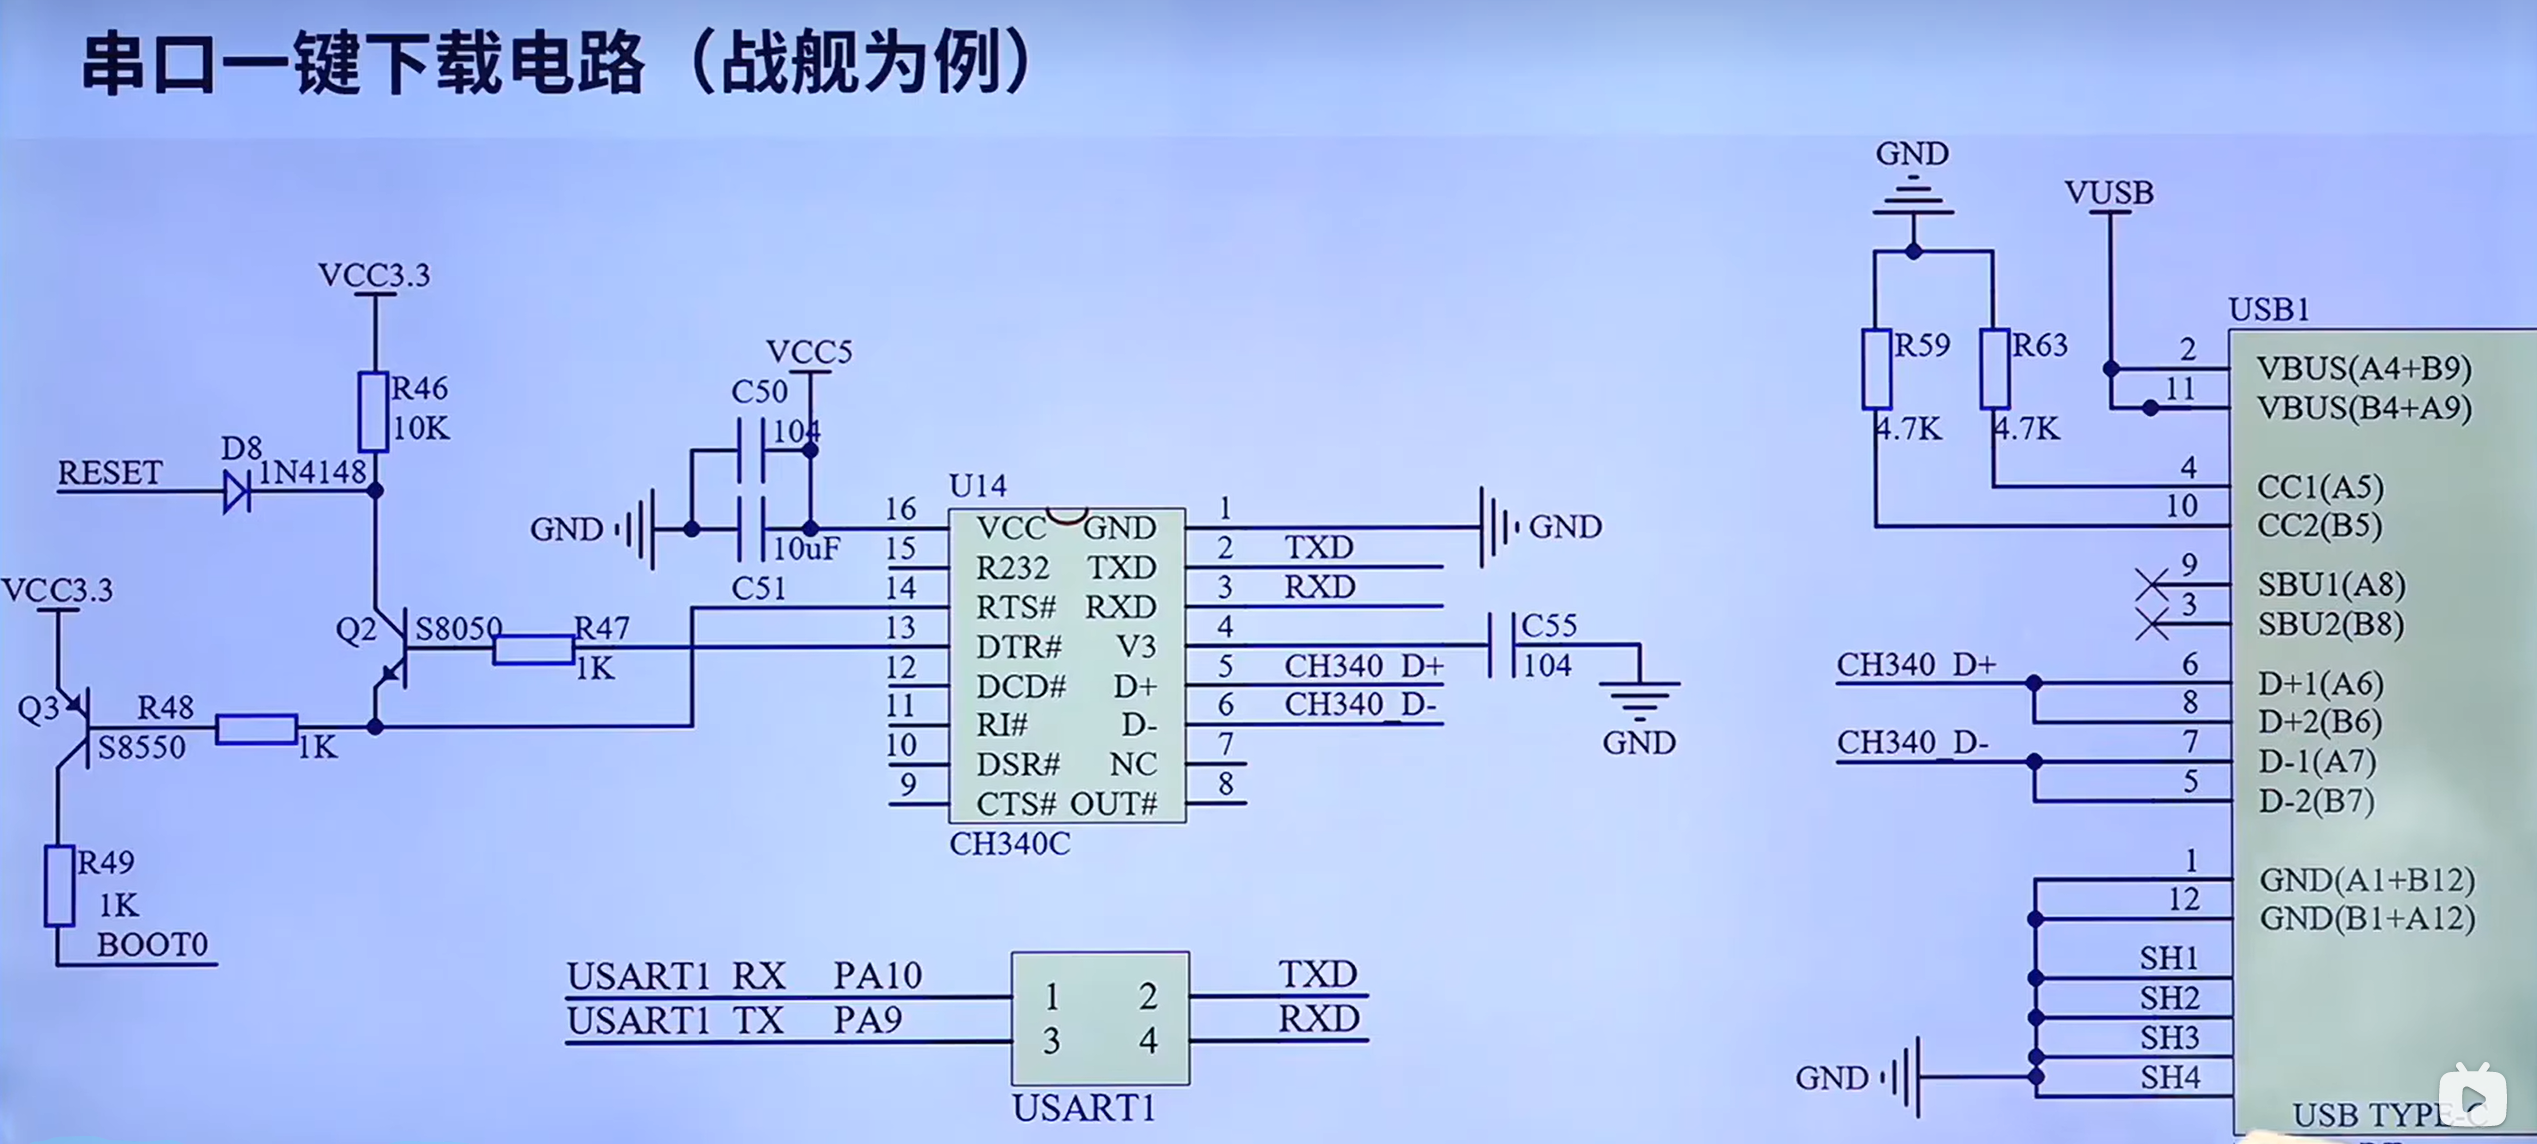 串口一键下载电路（战舰为例）
VCC3.3
R46
10K
D8
RESET
1N4148
VCC3.3
Q2
S8050
R47
1K
Q3
R48
S8550
1K
R49
1K
BOOT0
VCC5
C50
104
GND
10uF
C51
U14
16 VCC GND 1
GND
15 R232 TXD 2 TXD
14 RTS# RXD 3 RXD
13 DTR# V3 4
12 DCD# D+ 5 CH340_D+
11 RI# D- 6 CH340_D-
10 DSR# NC 7
9 CTS# OUT# 8
CH340C
C55
104
GND
USART1_RX PA10 1 2 TXD
USART1_TX PA9 3 4 RXD
USART1
GND
VUSB
R59
4.7K
R63
4.7K
USB1
2 VBUS(A4+B9)
11 VBUS(B4+A9)
4 CC1(A5)
10 CC2(B5)
9 SBU1(A8)
3 SBU2(B8)
CH340_D+ 6 D+1(A6)
8 D+2(B6)
CH340_D- 7 D-1(A7)
5 D-2(B7)
1 GND(A1+B12)
12 GND(B1+A12)
SH1
SH2
SH3
GND
SH4
USB TYPE-C